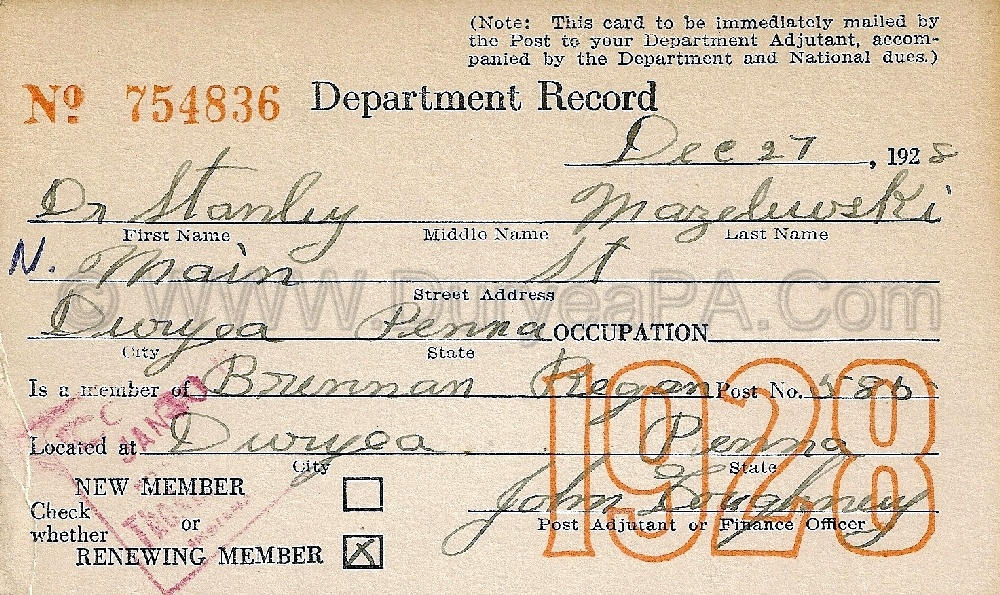 (Note: This card to be immediately mailed by
the Post to your Department Adjutant, accom-
panied by the Department and National dues.)
Nº 754836 Department Record
Dec 27, 1928
Dr Stanley Mazelewski
First Name Middle Name Last Name
N. Main St
Street Address
Duryea Penna OCCUPATION
City State
Is a member of Brennan Regan Post No. 586
1928
Located at Duryea Penna
City State
NEW MEMBER
Check
whether or
RENEWING MEMBER X
John Loughney
Post Adjutant or Finance Officer
JAN
© WWW.DuryeaPA.Com